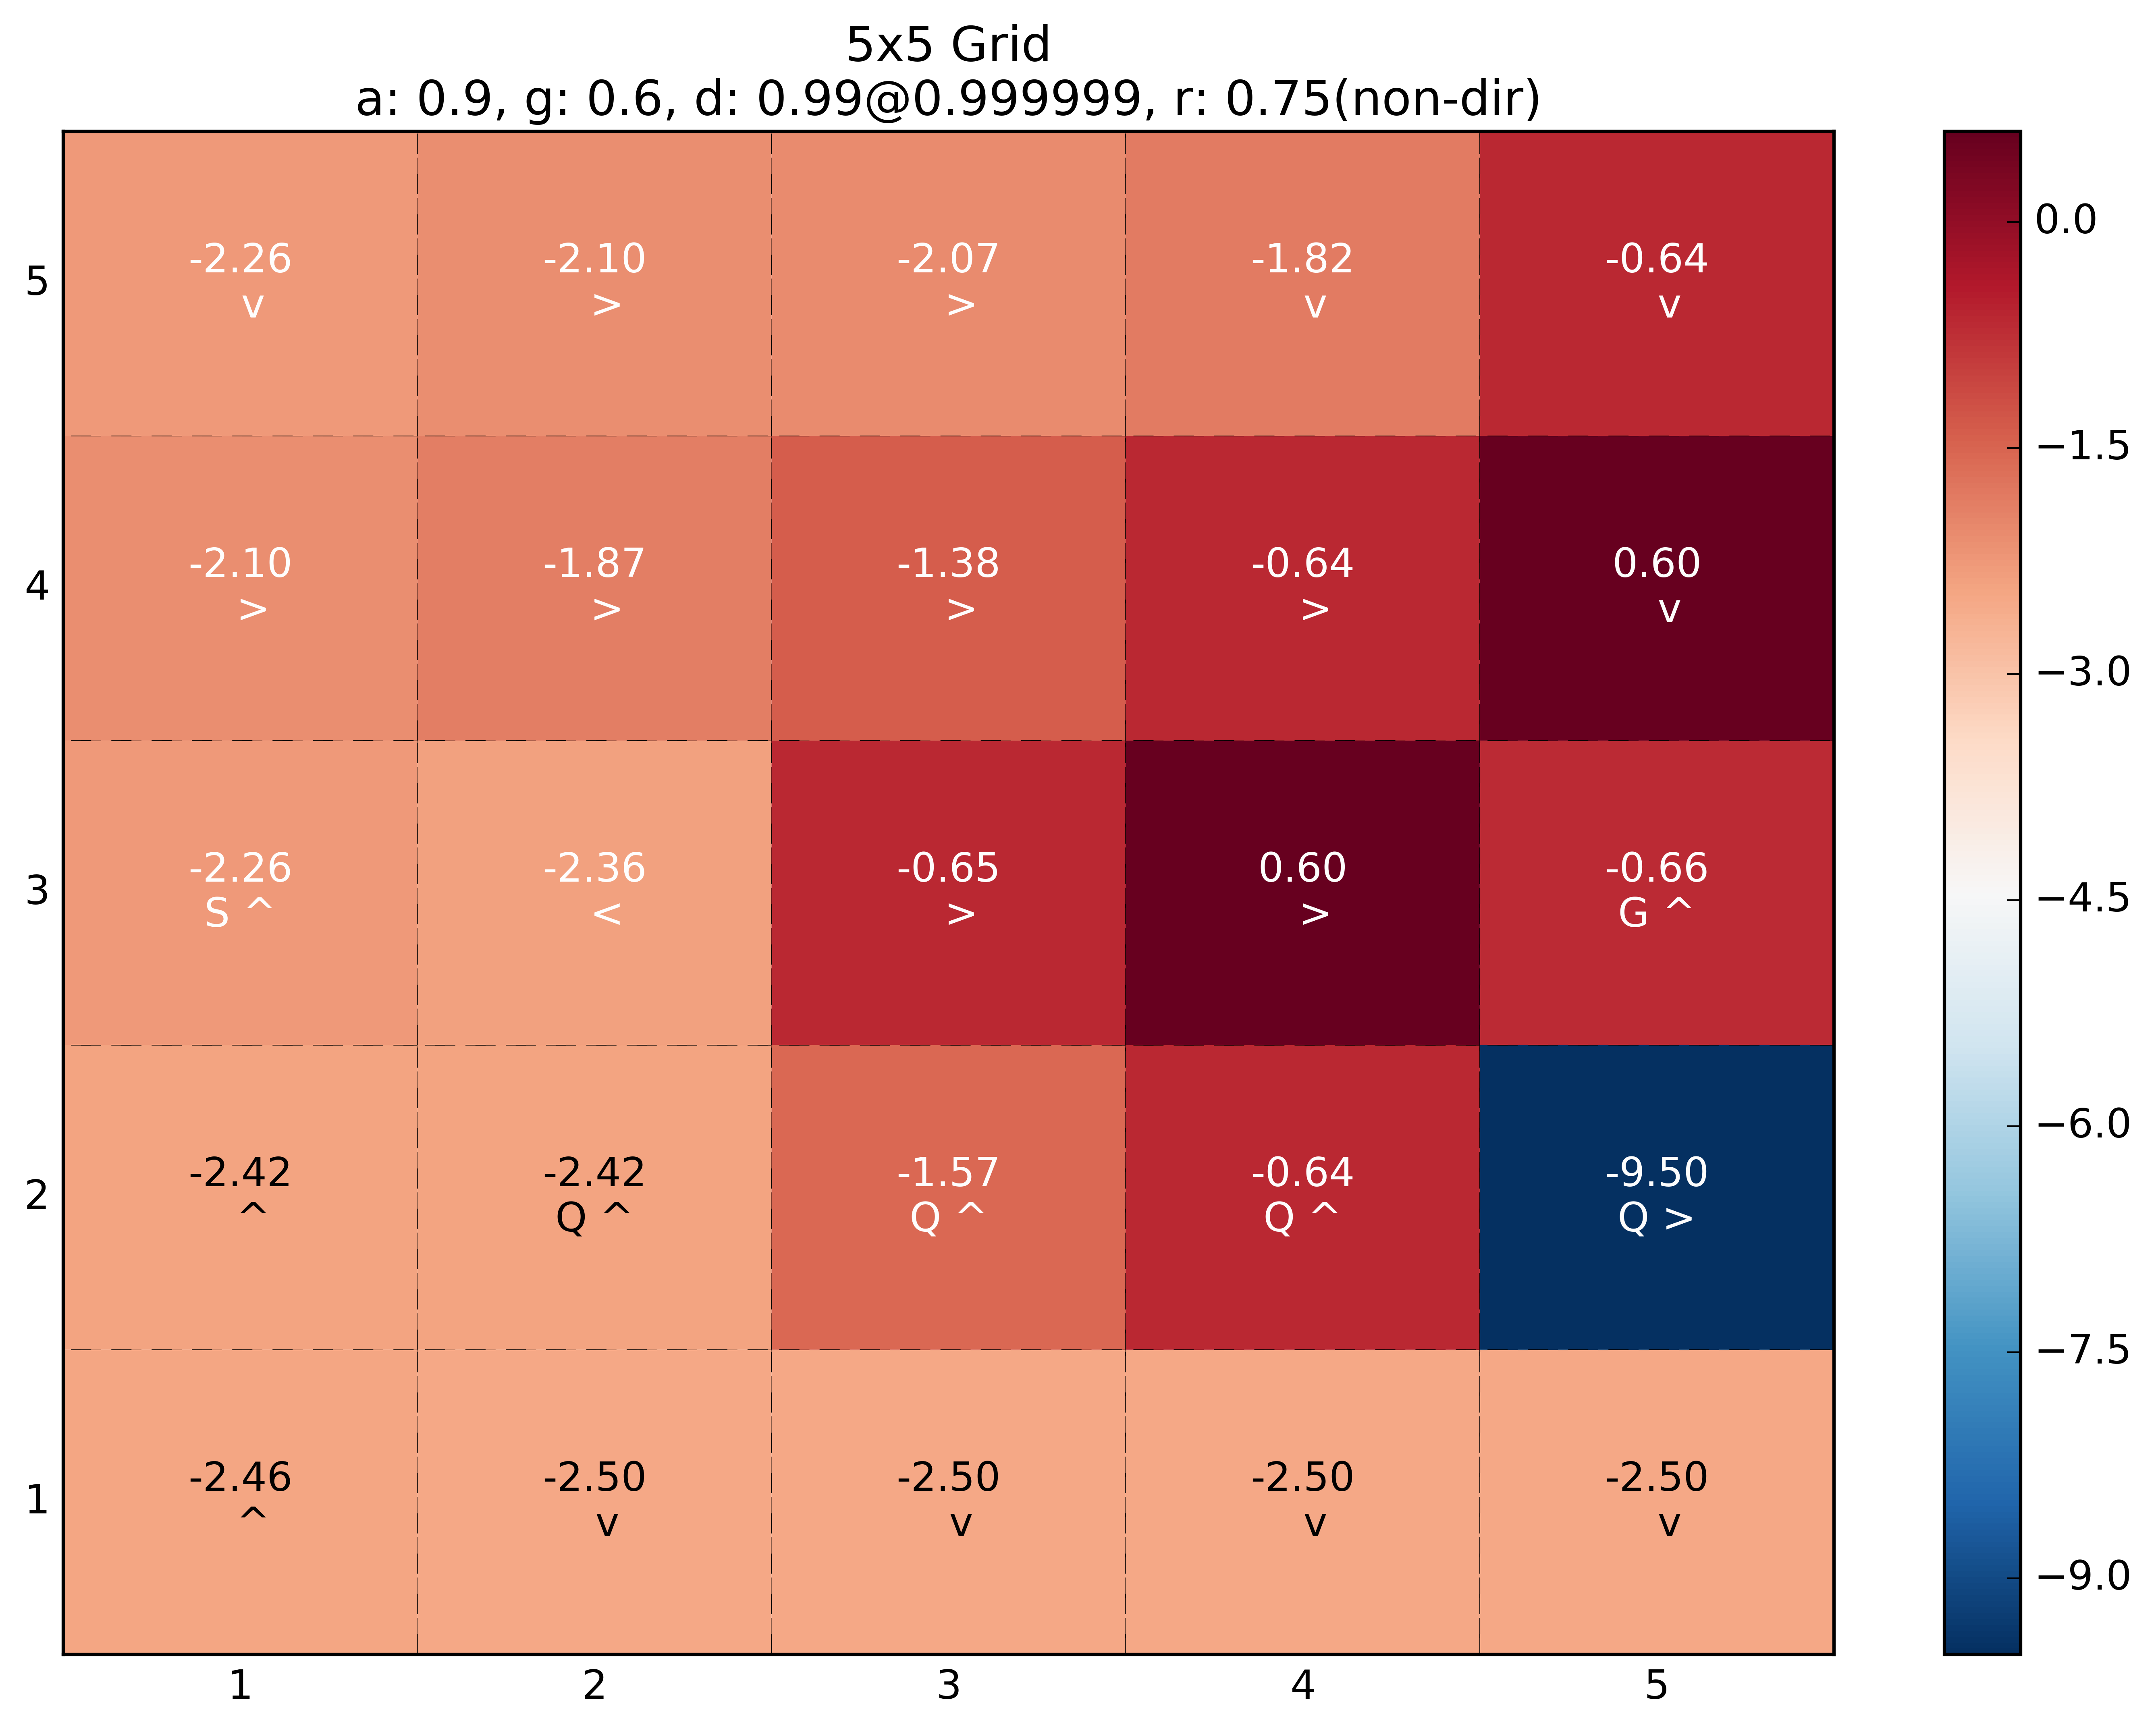 5x5 Grid
a: 0.9, g: 0.6, d: 0.99@0.999999, r: 0.75(non-dir)
5
-2.26
v
-2.10
>
-2.07
>
-1.82
v
-0.64
v
4
-2.10
>
-1.87
>
-1.38
>
-0.64
>
0.60
v
3
-2.26
S ^
-2.36
<
-0.65
>
0.60
>
-0.66
G ^
2
-2.42
^
-2.42
Q ^
-1.57
Q ^
-0.64
Q ^
-9.50
Q >
1
-2.46
^
-2.50
v
-2.50
v
-2.50
v
-2.50
v
1 2 3 4 5
0.0
−1.5
−3.0
−4.5
−6.0
−7.5
−9.0